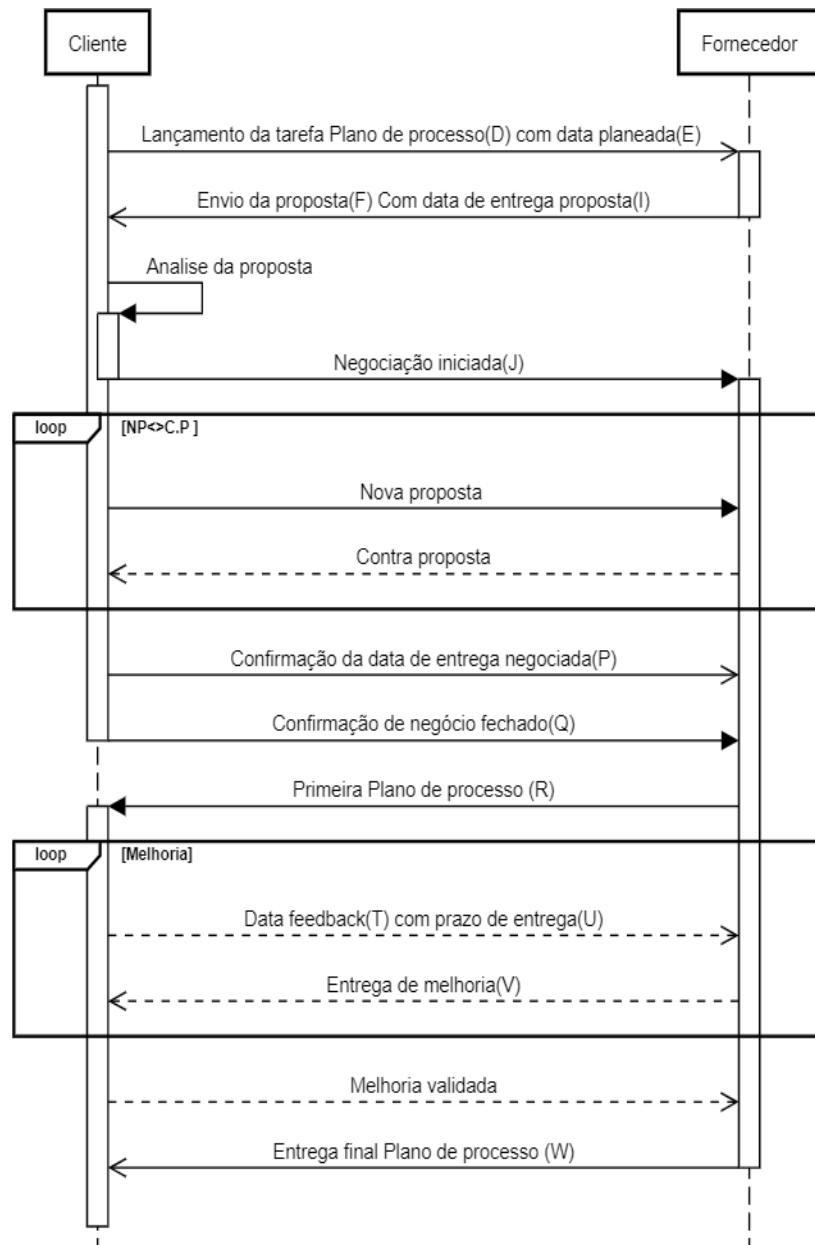 Cliente
Fornecedor
Lançamento da tarefa Plano de processo(D) com data planeada(E)
Envio da proposta(F) Com data de entrega proposta(I)
Analise da proposta
Negociação iniciada(J)
loop
[NP<>C.P ]
Nova proposta
Contra proposta
Confirmação da data de entrega negociada(P)
Confirmação de negócio fechado(Q)
Primeira Plano de processo (R)
loop
[Melhoria]
Data feedback(T) com prazo de entrega(U)
Entrega de melhoria(V)
Melhoria validada
Entrega final Plano de processo (W)